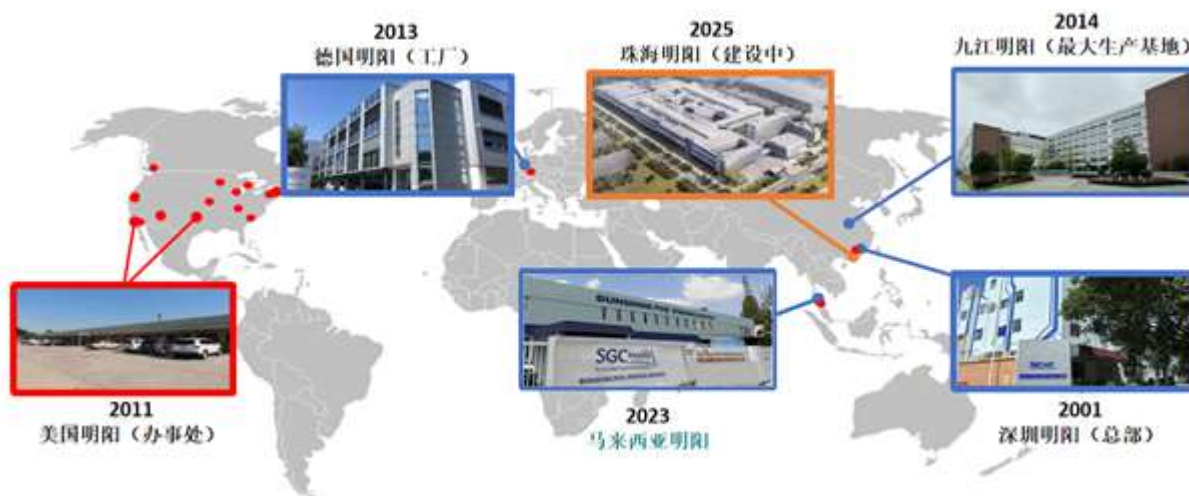 2013
德国明阳（工厂）
2025
珠海明阳（建设中）
2014
九江明阳（最大生产基地）
2011
美国明阳（办事处）
SGC
2023
马来西亚明阳
2001
深圳明阳（总部）